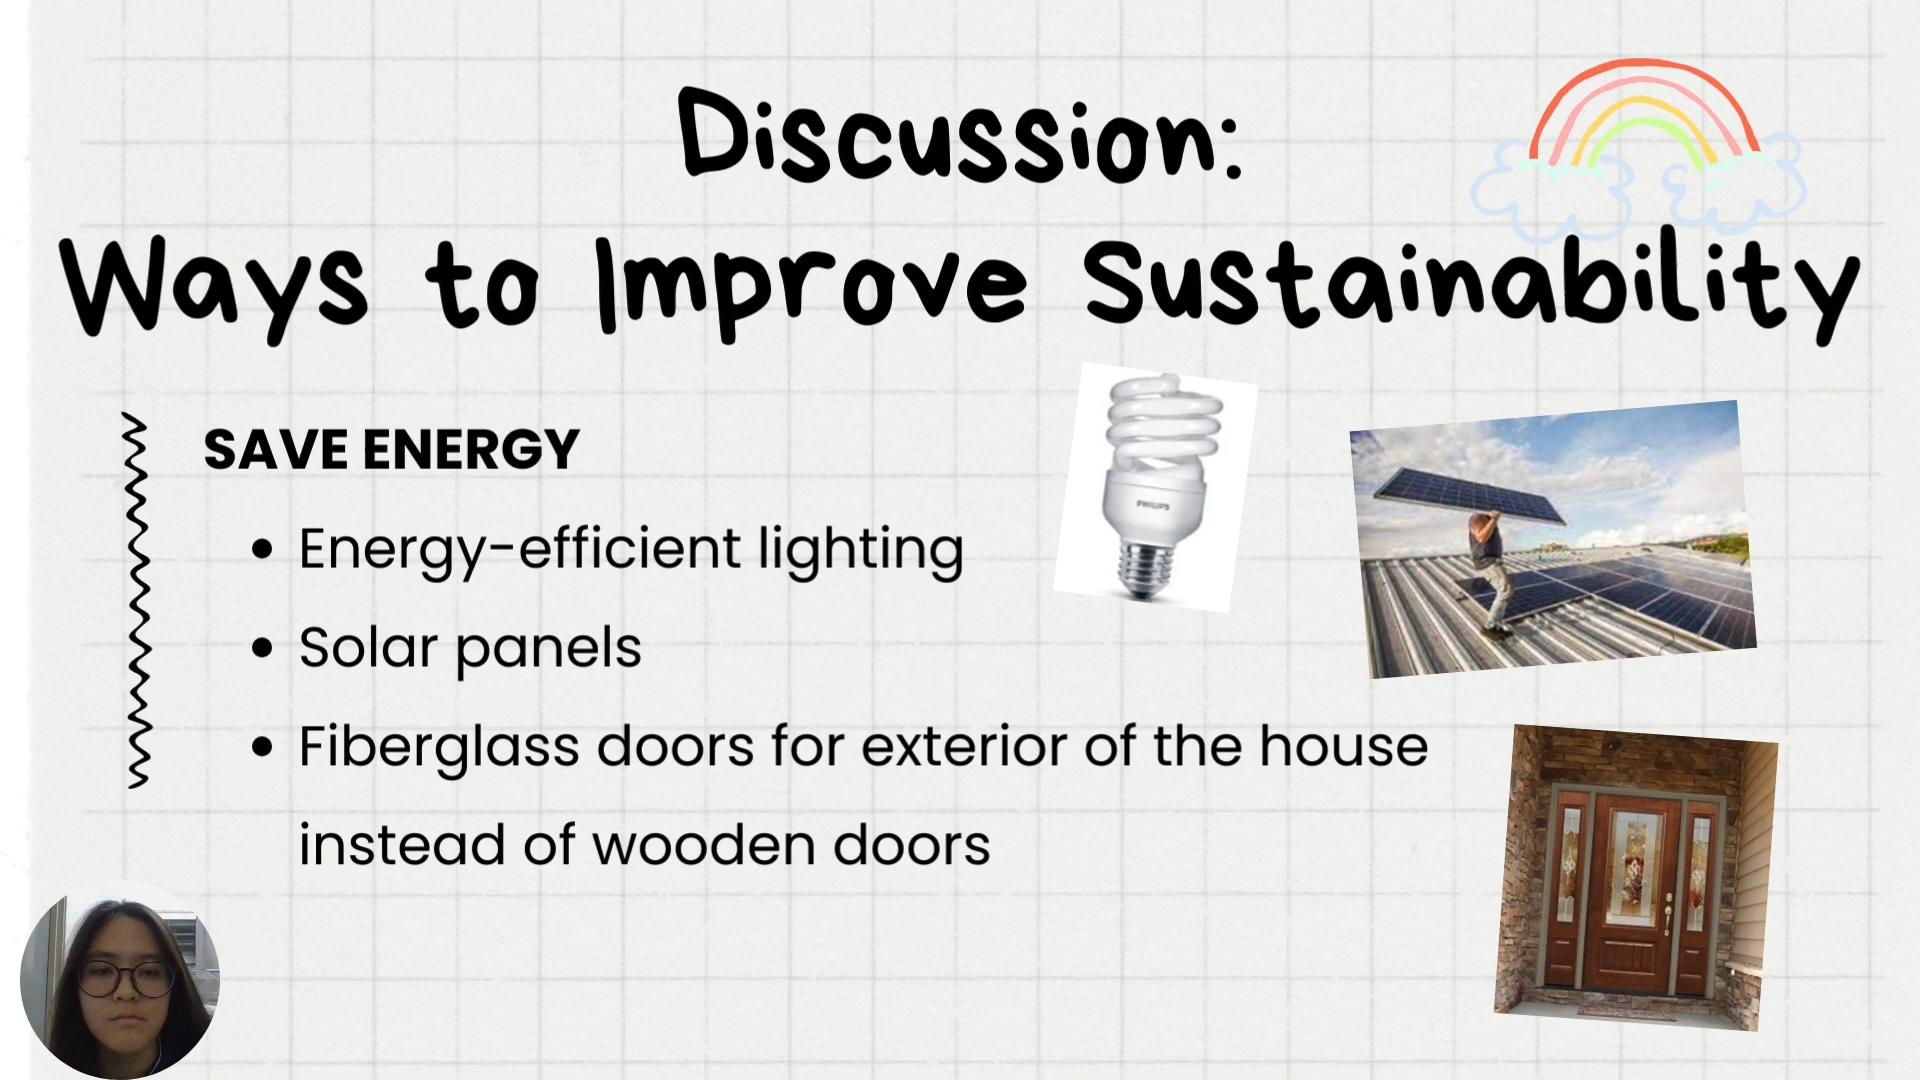 Discussion:
Ways to Improve Sustainability
SAVE ENERGY
• Energy-efficient lighting
PHILIPS
• Solar panels
• Fiberglass doors for exterior of the house
instead of wooden doors